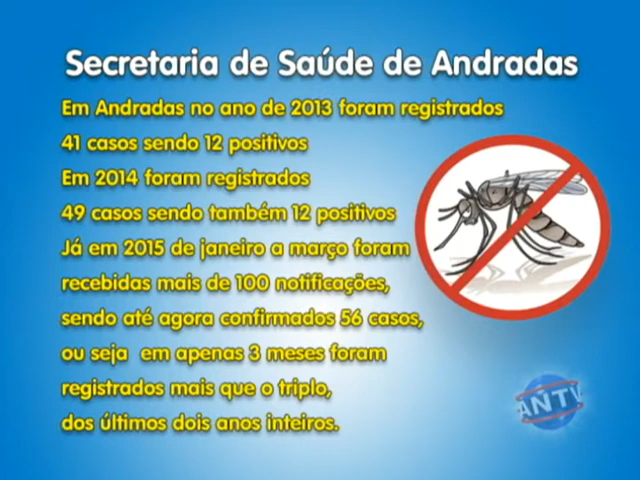 Secretaria de Saúde de Andradas
Em Andradas no ano de 2013 foram registrados
41 casos sendo 12 positivos
Em 2014 foram registrados
49 casos sendo também 12 positivos
Já em 2015 de janeiro a março foram
recebidas mais de 100 notificações,
sendo até agora confirmados 56 casos,
ou seja em apenas 3 meses foram
registrados mais que o triplo,
dos últimos dois anos inteiros.
ANTV